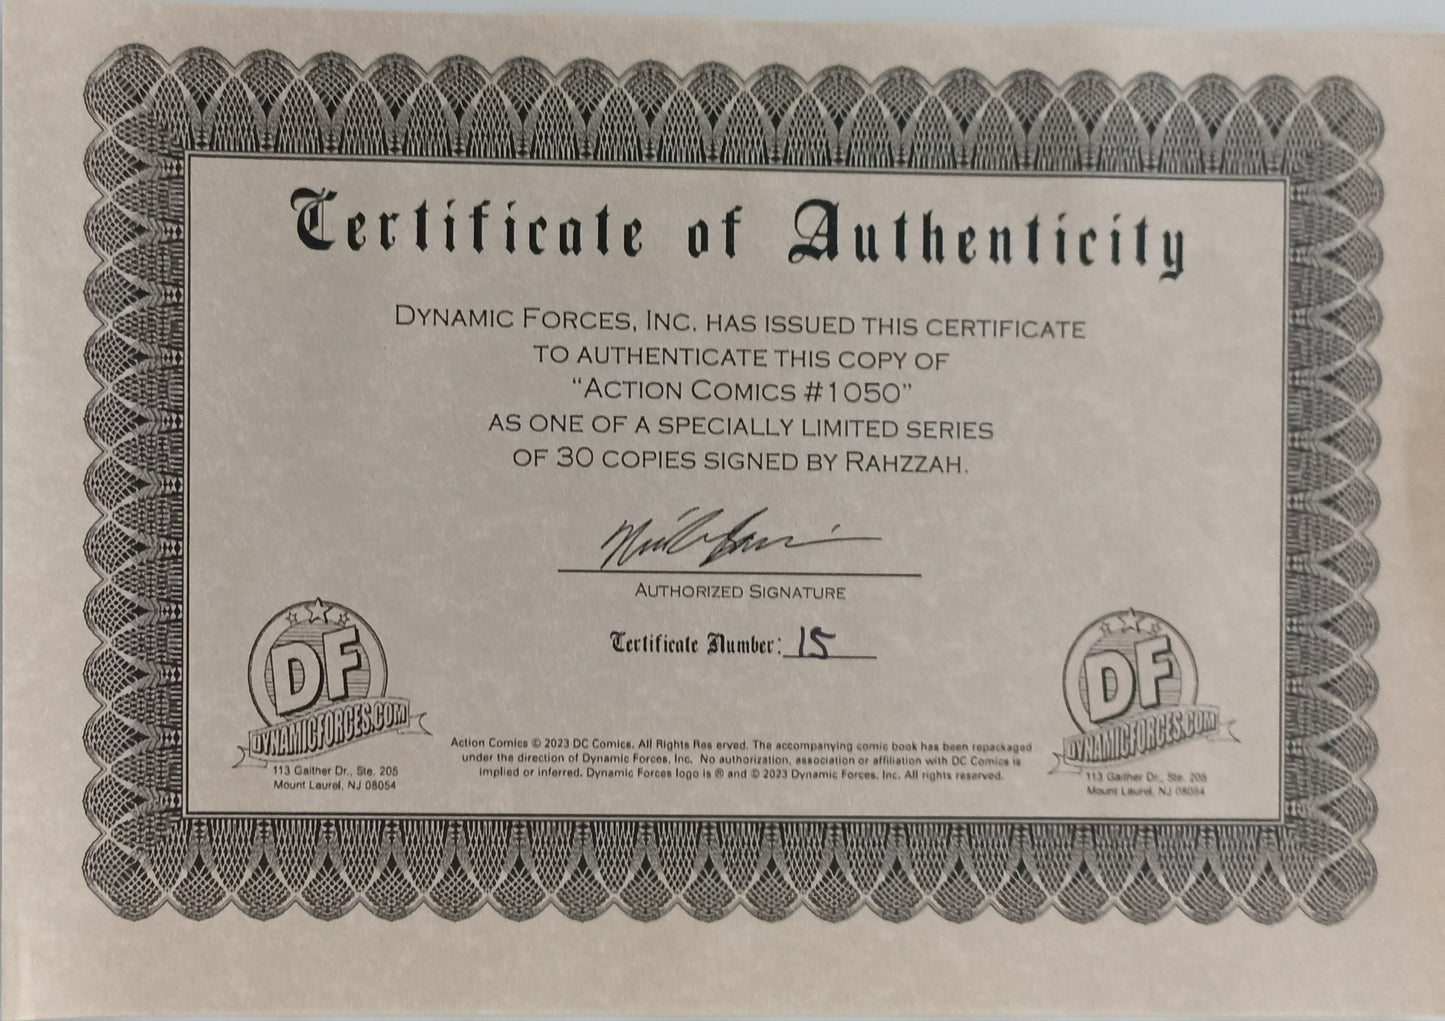 Certificate of Authenticity
DYNAMIC FORCES, INC. HAS ISSUED THIS CERTIFICATE
TO AUTHENTICATE THIS COPY OF
“ACTION COMICS #1050”
AS ONE OF A SPECIALLY LIMITED SERIES
OF 30 COPIES SIGNED BY RAHZZAH.
AUTHORIZED SIGNATURE
Certificate Number: 15
DF
DYNAMICFORCES.COM
113 Gaither Dr., Ste. 205
Mount Laurel, NJ 08054
Action Comics © 2023 DC Comics. All Rights Res erved. The accompanying comic book has been repackaged
under the direction of Dynamic Forces, Inc. No authorization, association or affiliation with DC Comics is
implied or inferred. Dynamic Forces logo is ® and © 2023 Dynamic Forces, Inc. All rights reserved.
DF
DYNAMICFORCES.COM
113 Gaither Dr., Ste. 205
Mount Laurel, NJ 08054